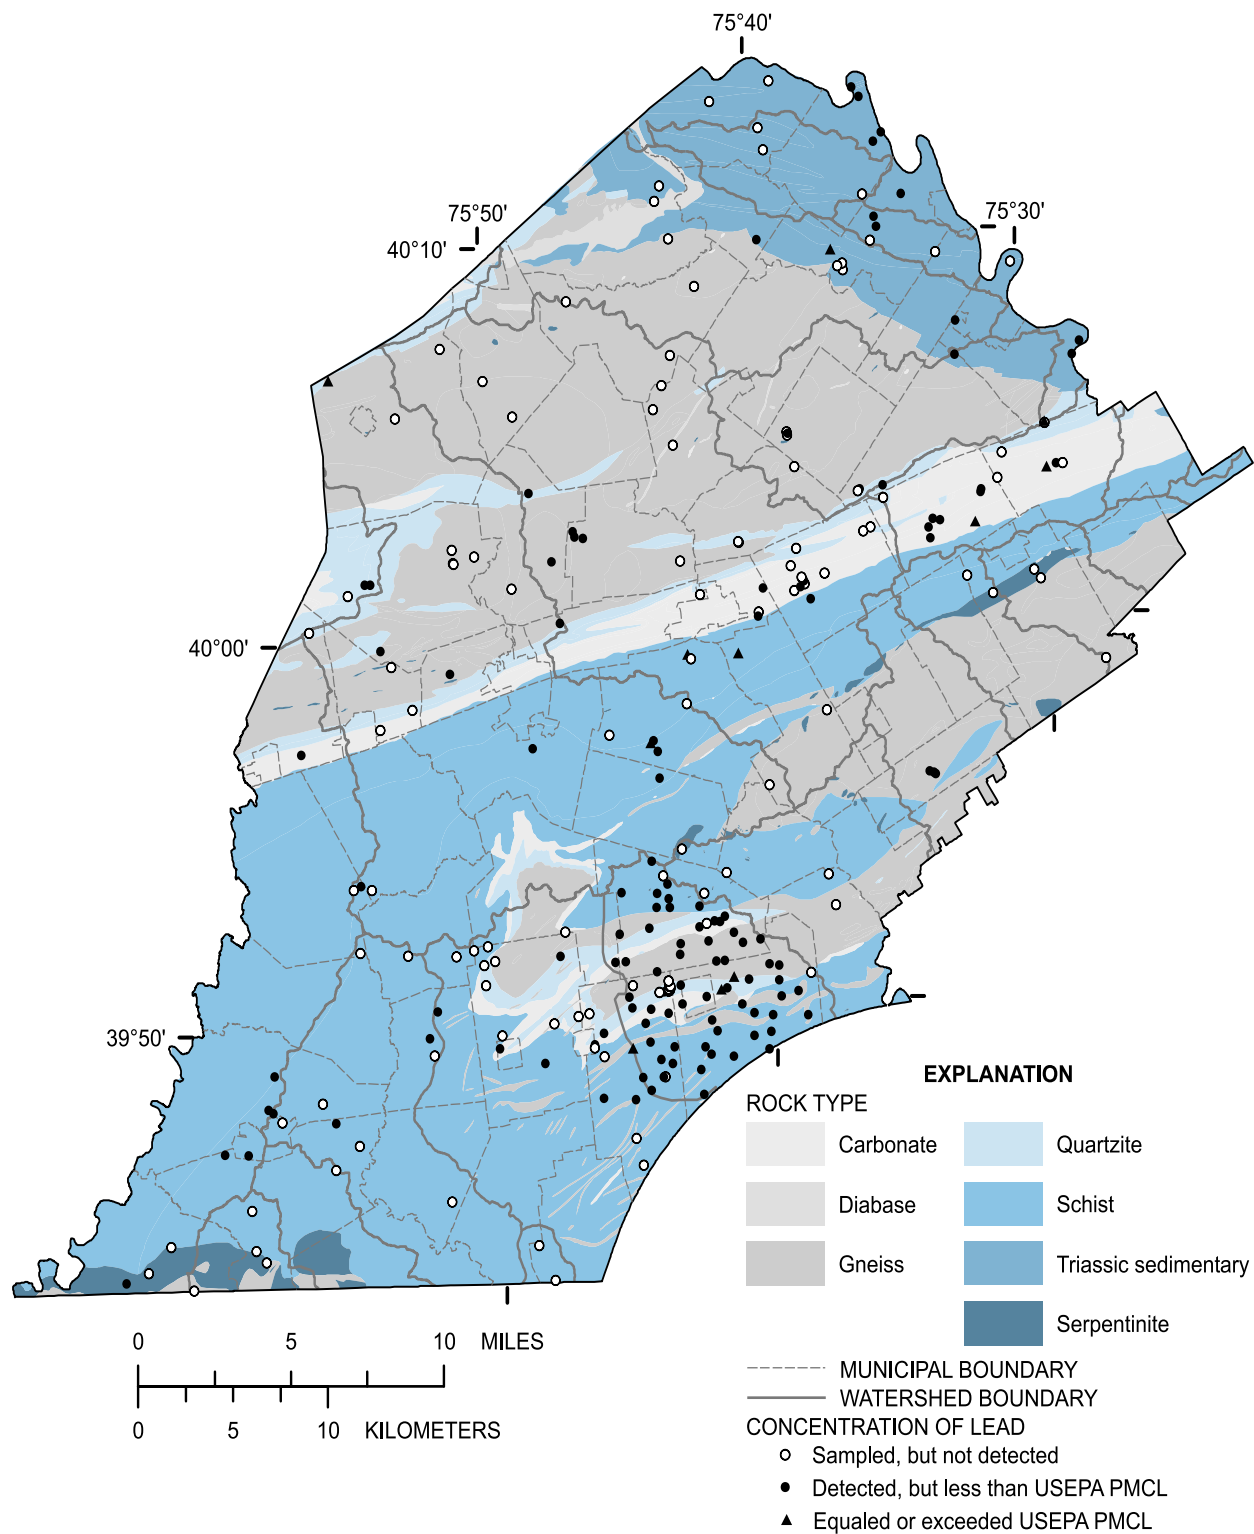 75°40'
75°50'
75°30'
40°10'
40°00'
39°50'
EXPLANATION
ROCK TYPE
Carbonate
Quartzite
Diabase
Schist
Gneiss
Triassic sedimentary
Serpentinite
0 5 10 MILES
0 5 10 KILOMETERS
MUNICIPAL BOUNDARY
WATERSHED BOUNDARY
CONCENTRATION OF LEAD
Sampled, but not detected
Detected, but less than USEPA PMCL
Equaled or exceeded USEPA PMCL